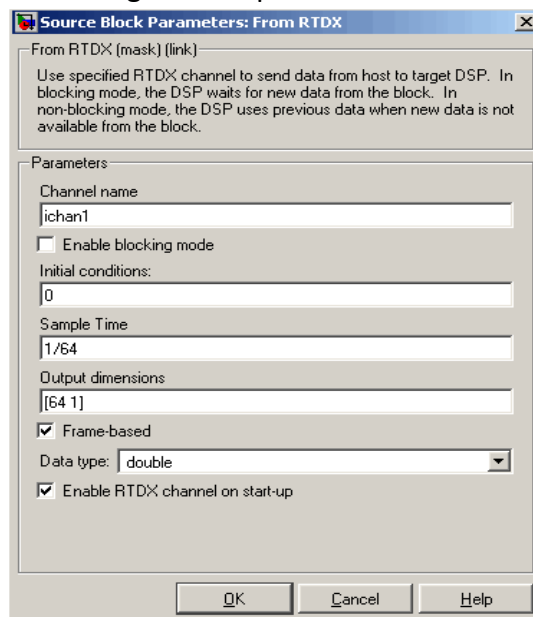 Source Block Parameters: From RTDX
From RTDX (mask) (link)
Use specified RTDX channel to send data from host to target DSP. In
blocking mode, the DSP waits for new data from the block. In
non-blocking mode, the DSP uses previous data when new data is not
available from the block.
Parameters
Channel name
ichan1
Enable blocking mode
Initial conditions:
0
Sample Time
1/64
Output dimensions
[64 1]
Frame-based
Data type: double
Enable RTDX channel on start-up
OK Cancel Help